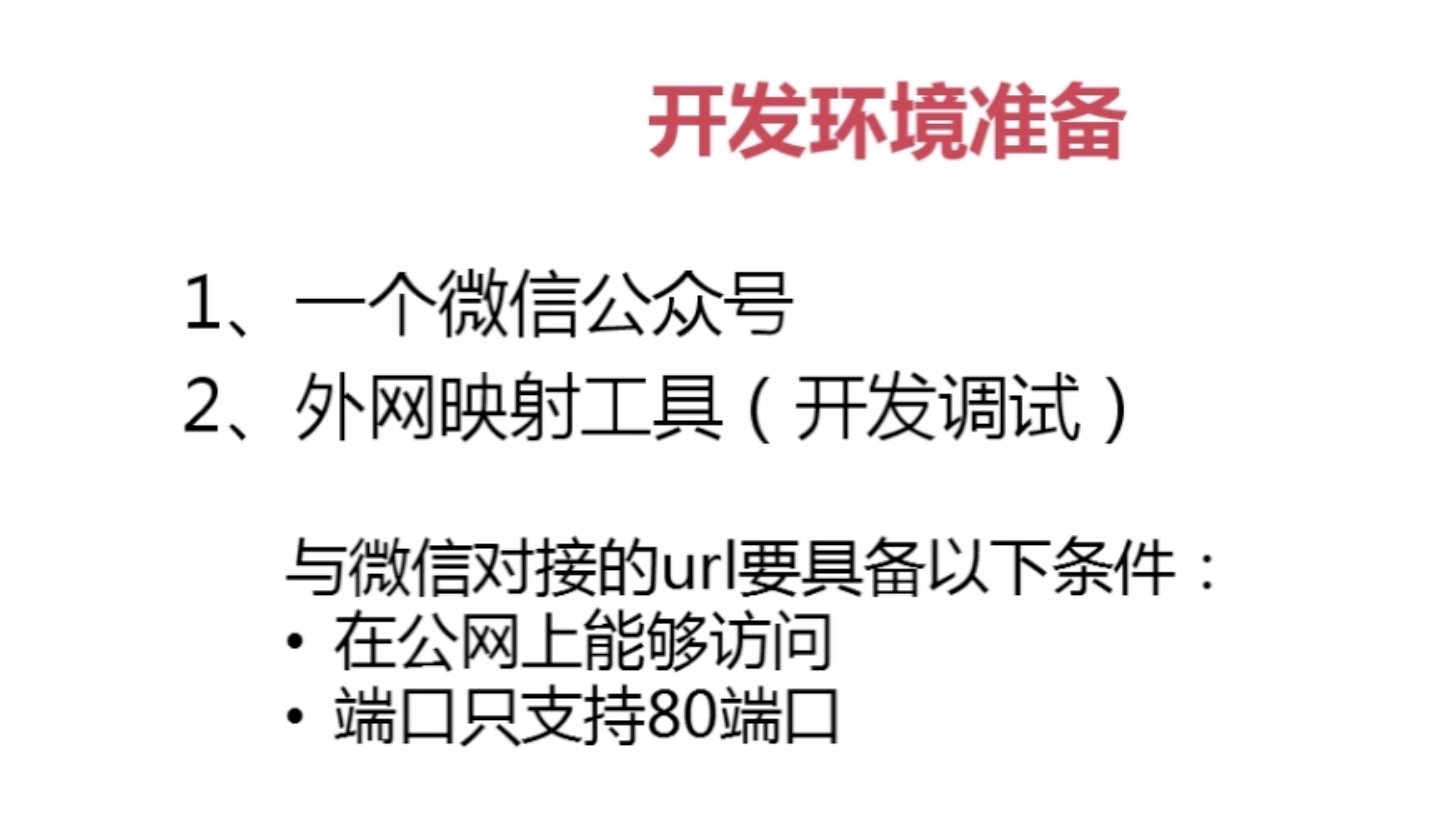 开发环境准备
1、一个微信公众号
2、外网映射工具（开发调试）
与微信对接的url要具备以下条件：
• 在公网上能够访问
• 端口只支持80端口